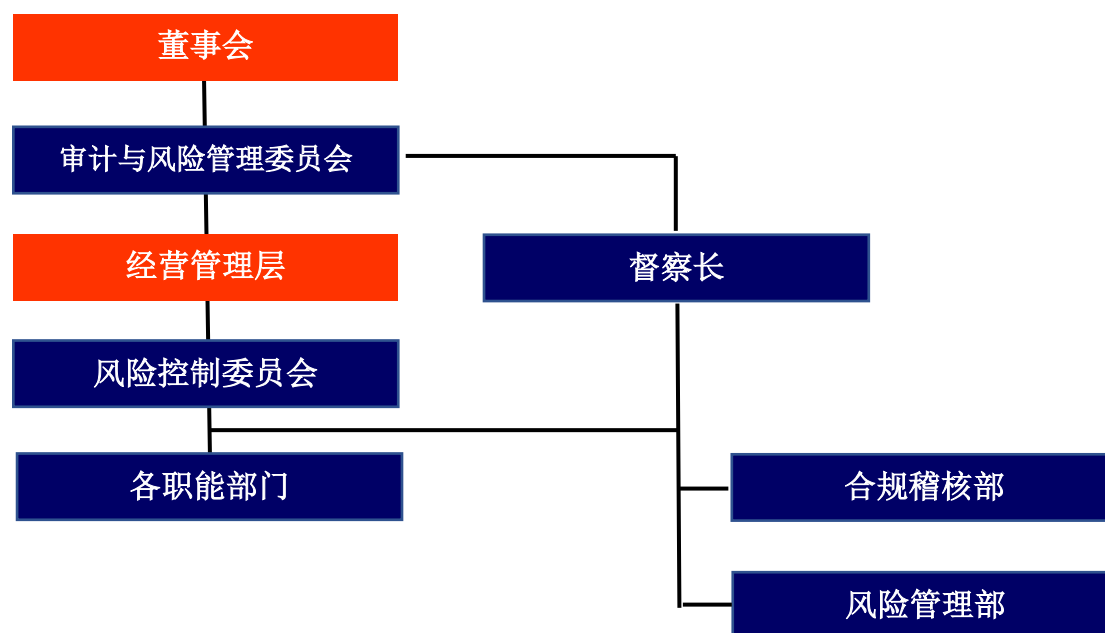 董事会
审计与风险管理委员会
经营管理层
督察长
风险控制委员会
各职能部门
合规稽核部
风险管理部